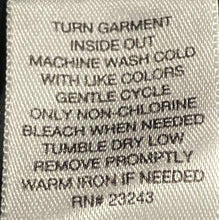 TURN GARMENT
INSIDE OUT
MACHINE WASH COLD
WITH LIKE COLORS
GENTLE CYCLE
ONLY NON-CHLORINE
BLEACH WHEN NEEDED
TUMBLE DRY LOW
REMOVE PROMPTLY
WARM IRON IF NEEDED
RN# 23243